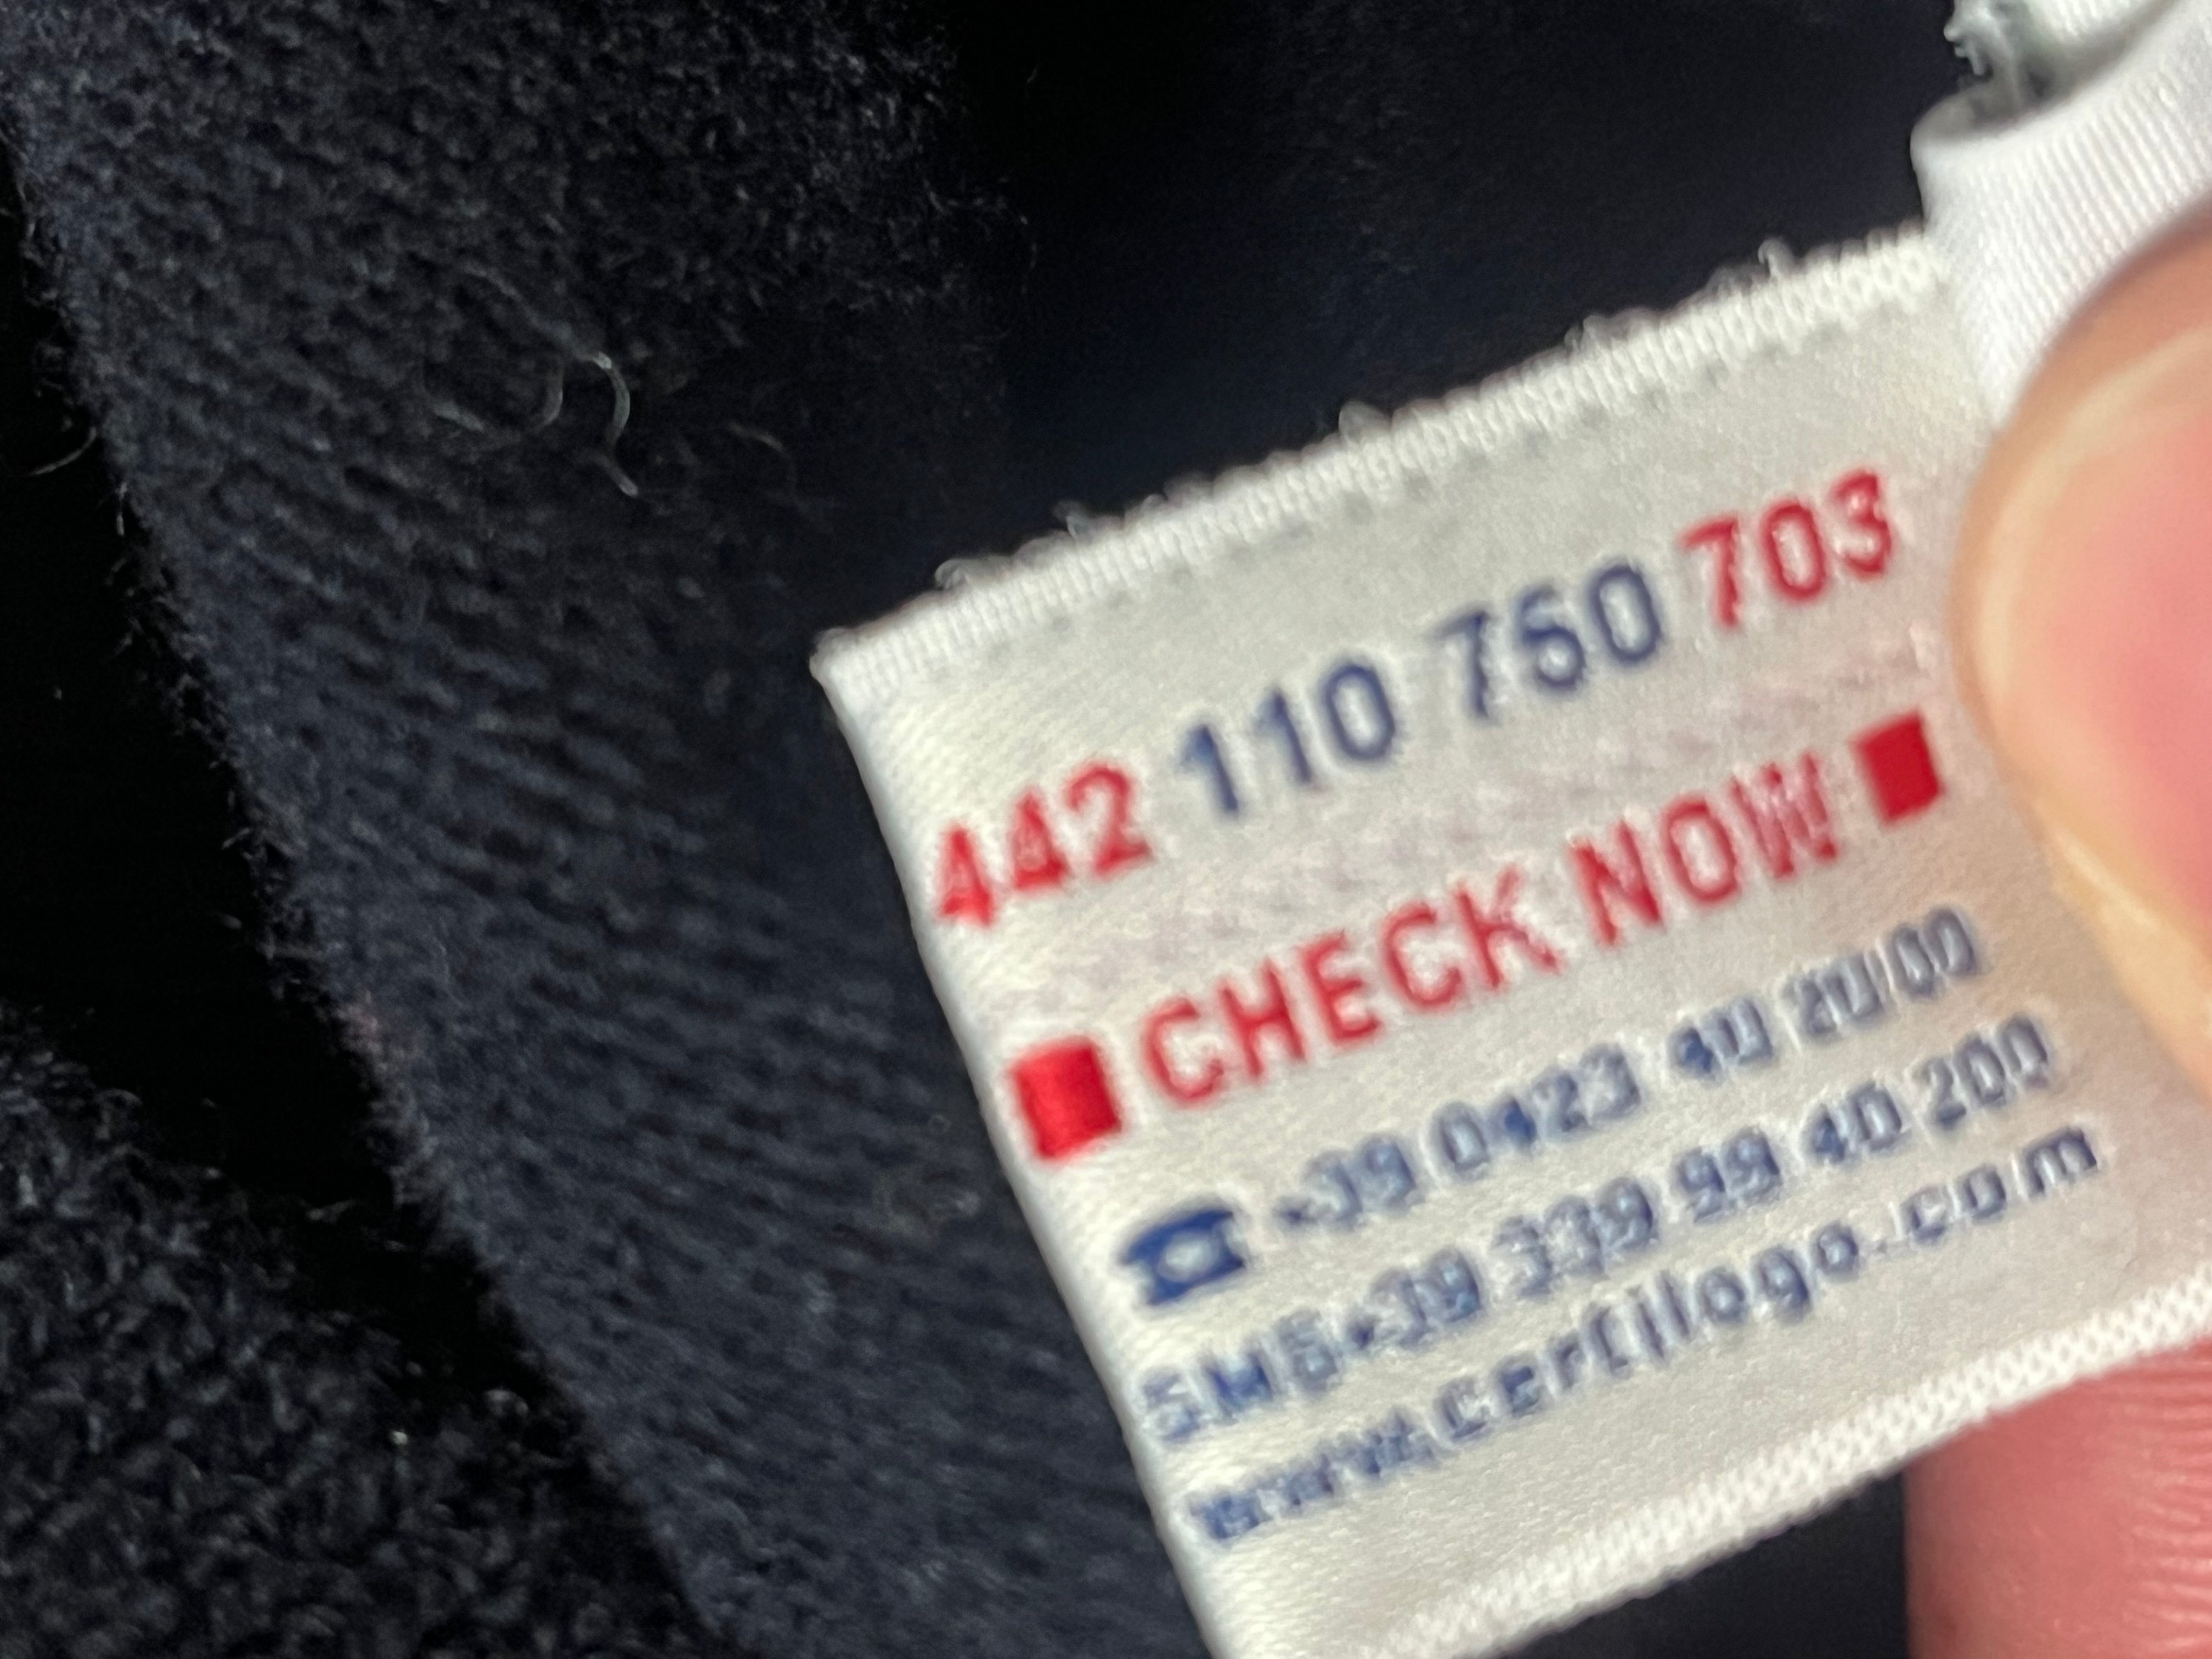 442 110 750 703
CHECK NOW
+39 0423 40 20 00
SMS+39 339 99 40 200
www.certilogo.com